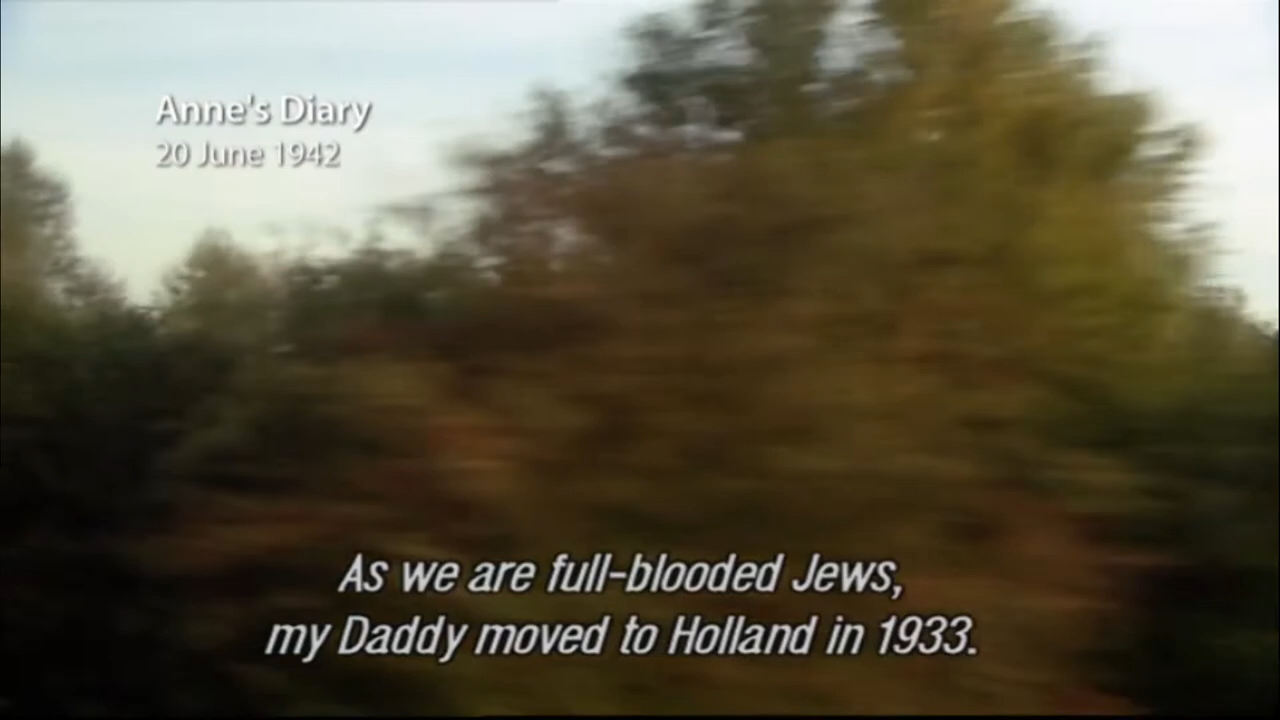 Anne's Diary
20 June 1942
As we are full-blooded Jews,
my Daddy moved to Holland in 1933.